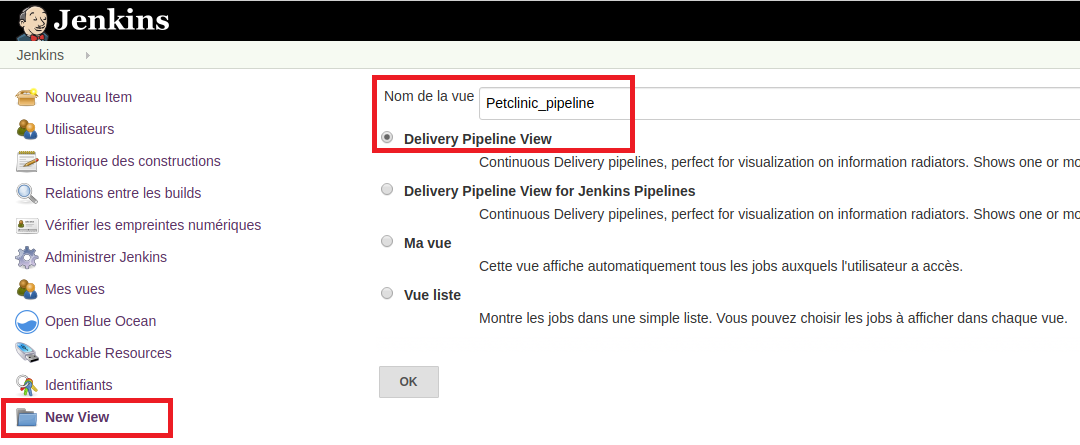 Jenkins
Jenkins
Nouveau Item
Utilisateurs
Historique des constructions
Relations entre les builds
Vérifier les empreintes numériques
Administrer Jenkins
Mes vues
Open Blue Ocean
Lockable Resources
Identifiants
New View
Nom de la vue Petclinic_pipeline
Delivery Pipeline View
Continuous Delivery pipelines, perfect for visualization on information radiators. Shows one or mo
Delivery Pipeline View for Jenkins Pipelines
Continuous Delivery pipelines, perfect for visualization on information radiators. Shows one or mo
Ma vue
Cette vue affiche automatiquement tous les jobs auxquels l'utilisateur a accès.
Vue liste
Montre les jobs dans une simple liste. Vous pouvez choisir les jobs à afficher dans chaque vue.
OK